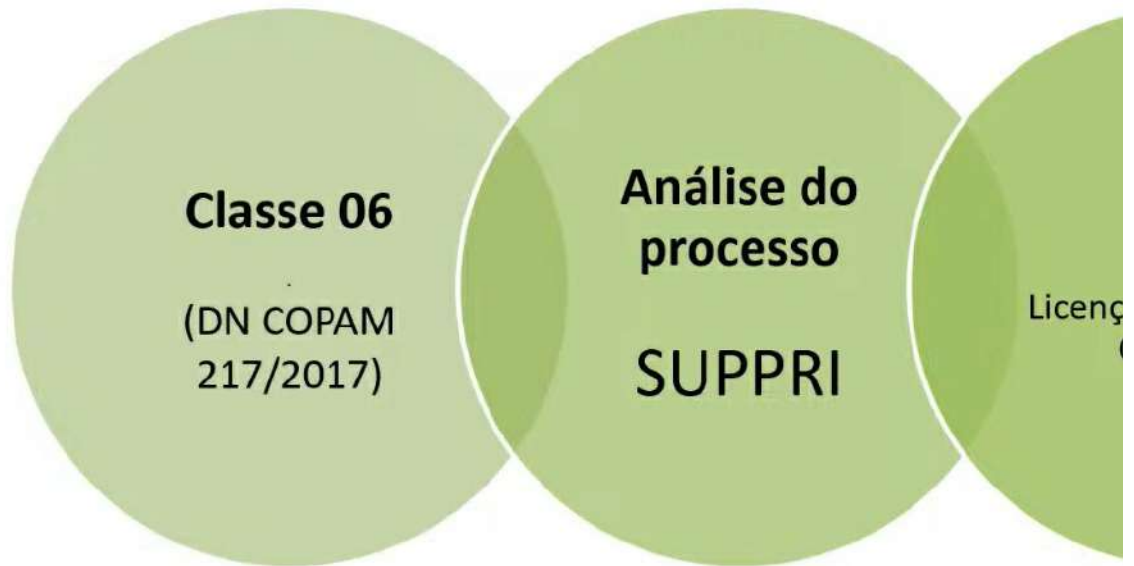 Classe 06
(DN COPAM
217/2017)
Análise do
processo
SUPPRI